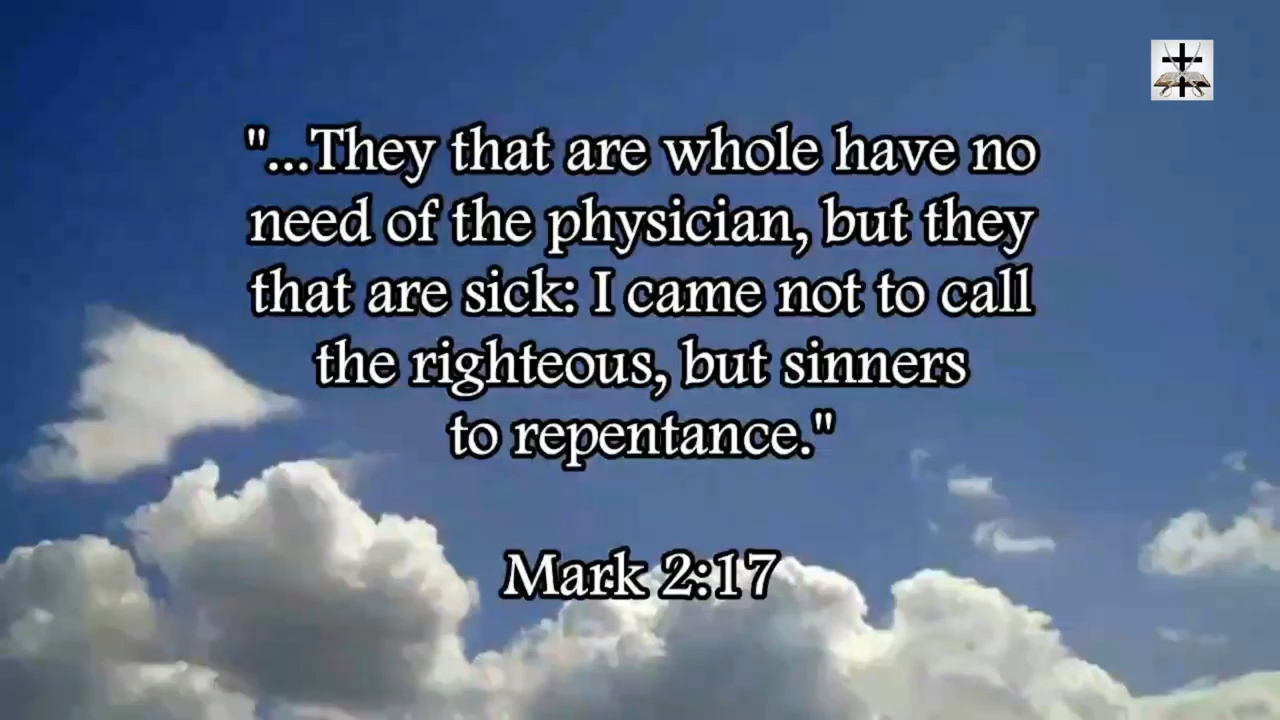 "...They that are whole have no
need of the physician, but they
that are sick: I came not to call
the righteous, but sinners
to repentance."
Mark 2:17